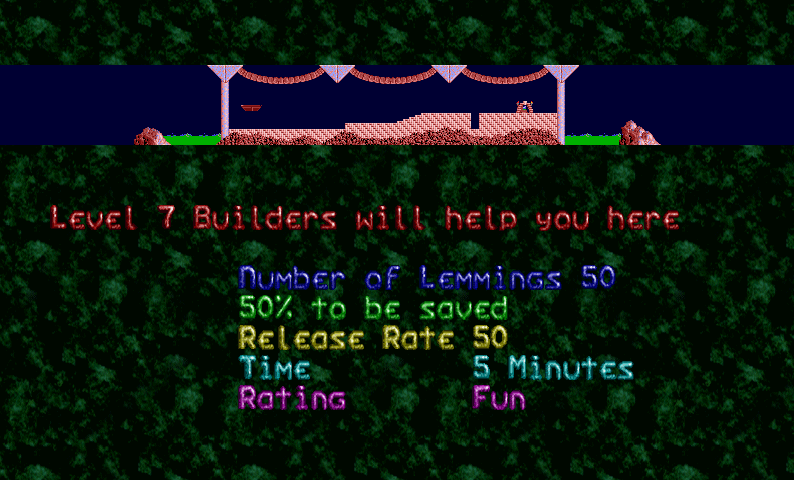 Level 7 Builders will help you here
Number of Lemmings 50
50% to be saved
Release Rate 50
Time 5 Minutes
Rating Fun